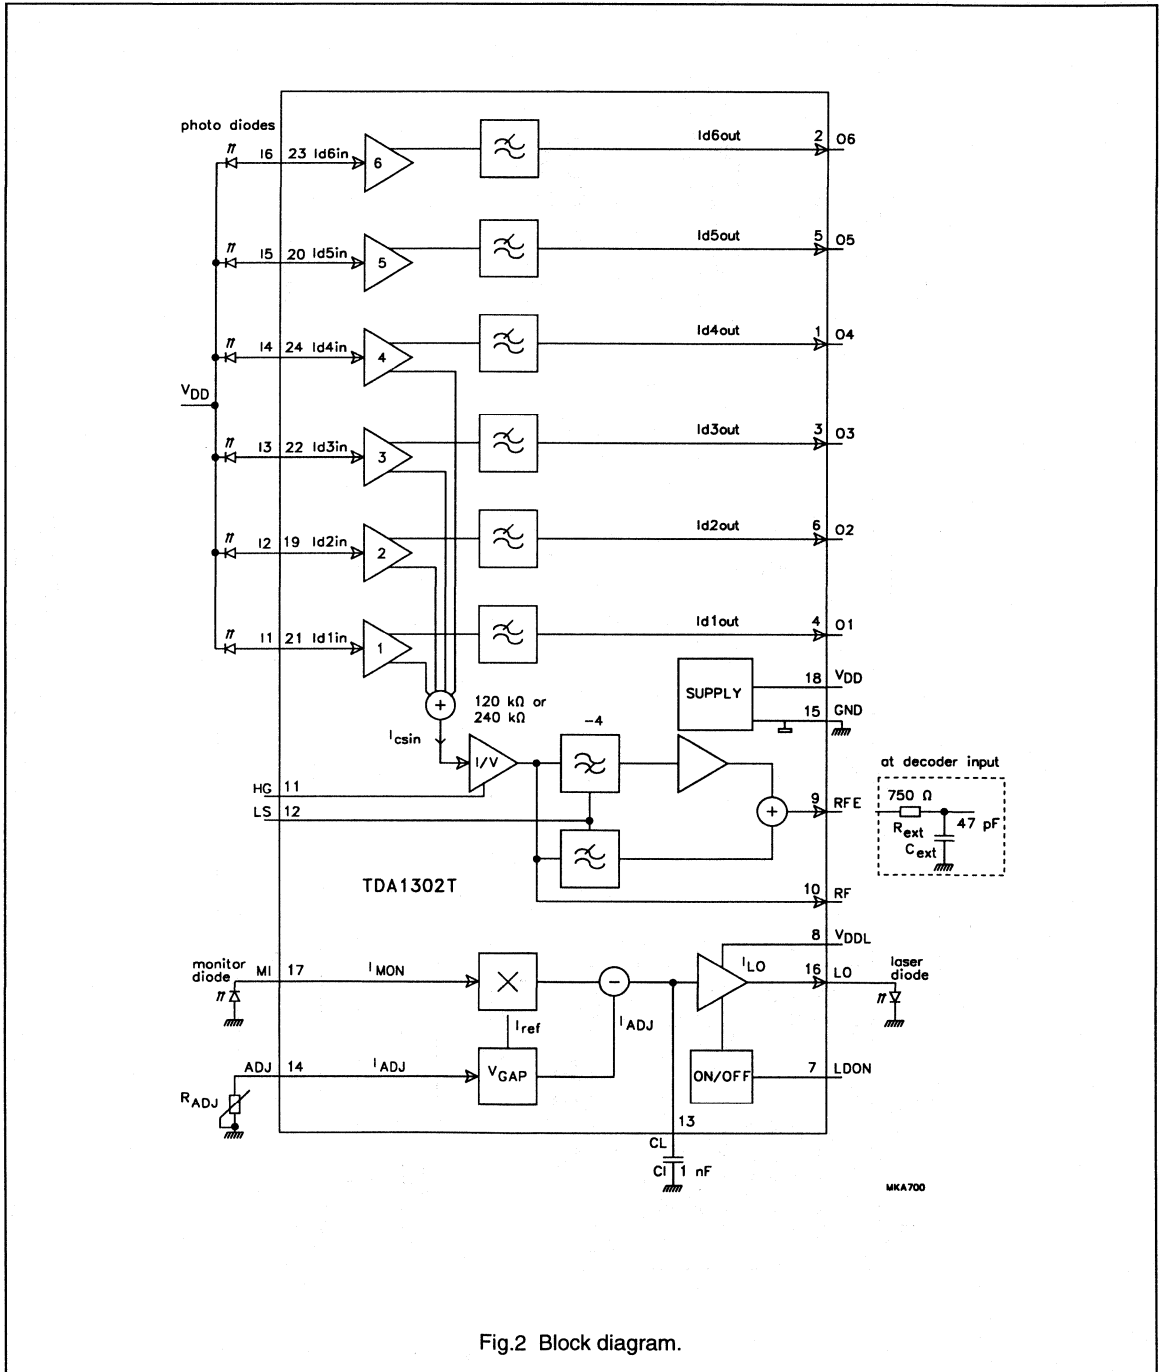 photo diodes
I6 23 Id6in 6 Id6out 2 O6
I5 20 Id5in 5 Id5out 5 O5
I4 24 Id4in 4 Id4out 1 O4
VDD
I3 22 Id3in 3 Id3out 3 O3
I2 19 Id2in 2 Id2out 6 O2
I1 21 Id1in 1 Id1out 4 O1
SUPPLY
18 VDD
15 GND
+
120 kΩ or
240 kΩ
-4
Icsin
I/V
HG 11
LS 12
+
9 RFE
at decoder input
750 Ω
Rext
47 pF
Cext
TDA1302T
10 RF
8 VDDL
monitor
diode
MI 17 IMON
×
−
ILO
16 LO
laser
diode
Iref
IADJ
ADJ 14 IADJ
VGAP
ON/OFF
7 LDON
RADJ
13
CL
Cl 1 nF
MKA700
Fig.2 Block diagram.